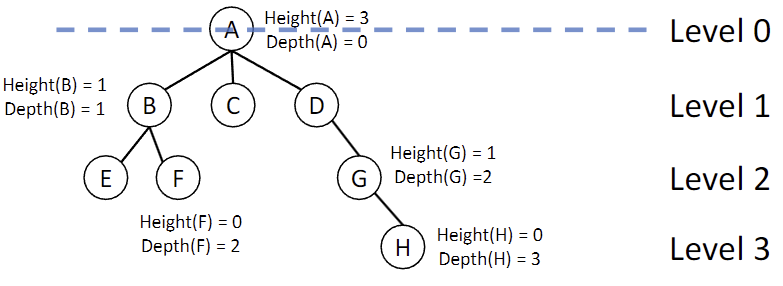 A
Height(A) = 3
Depth(A) = 0
Level 0
Height(B) = 1
Depth(B) = 1
B
C
D
Level 1
E
F
G
Height(G) = 1
Depth(G) =2
Level 2
Height(F) = 0
Depth(F) = 2
H
Height(H) = 0
Depth(H) = 3
Level 3